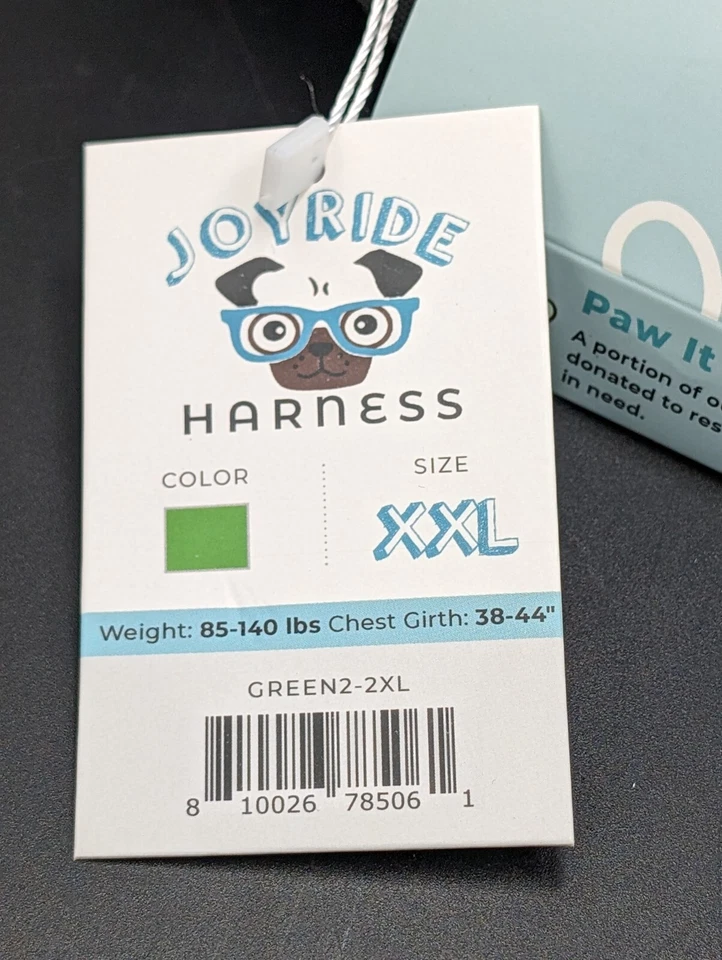 JOYRIDE
HARNESS
COLOR
SIZE
XXL
Weight: 85-140 lbs Chest Girth: 38-44"
GREEN2-2XL
8 10026 78506 1
Paw It
A portion of
donated to
in need.